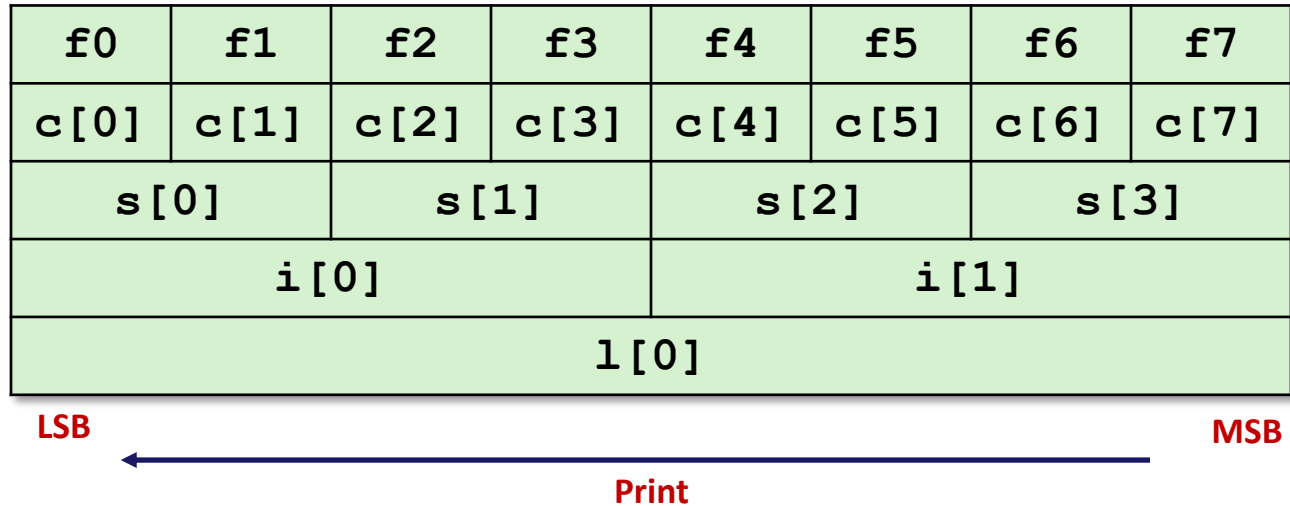 f0 f1 f2 f3 f4 f5 f6 f7
c[0] c[1] c[2] c[3] c[4] c[5] c[6] c[7]
s[0] s[1] s[2] s[3]
i[0] i[1]
l[0]
LSB MSB
Print